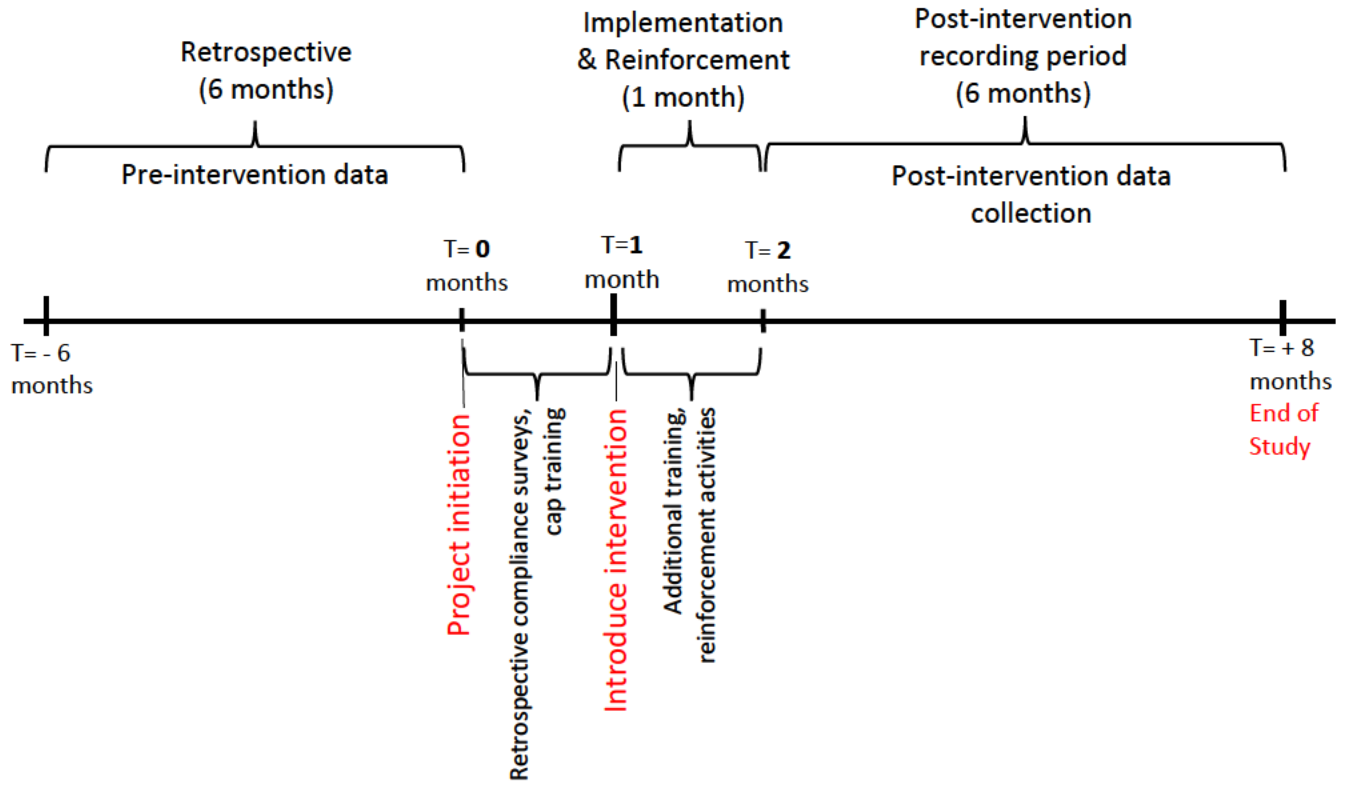 Retrospective
(6 months)
Pre-intervention data
Implementation
& Reinforcement
(1 month)
Post-intervention
recording period
(6 months)
Post-intervention data
collection
T= 0
months
T=1
month
T= 2
months
T= - 6
months
T= + 8
months
End of
Study
Project initiation
Retrospective compliance surveys,
cap training
Introduce intervention
Additional training,
reinforcement activities